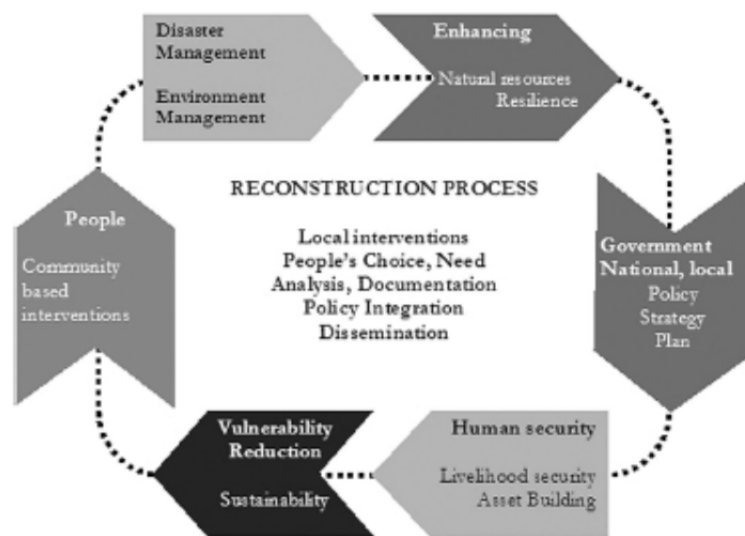 Disaster
Management
Environment
Management
Enhancing
Natural resources
Resilience
RECONSTRUCTION PROCESS
Local interventions
People's Choice, Need
Analysis, Documentation
Policy Integration
Dissemination
People
Community
based
interventions
Government
National, local
Policy
Strategy
Plan
Vulnerability
Reduction
Sustainability
Human security
Livelihood security
Asset Building